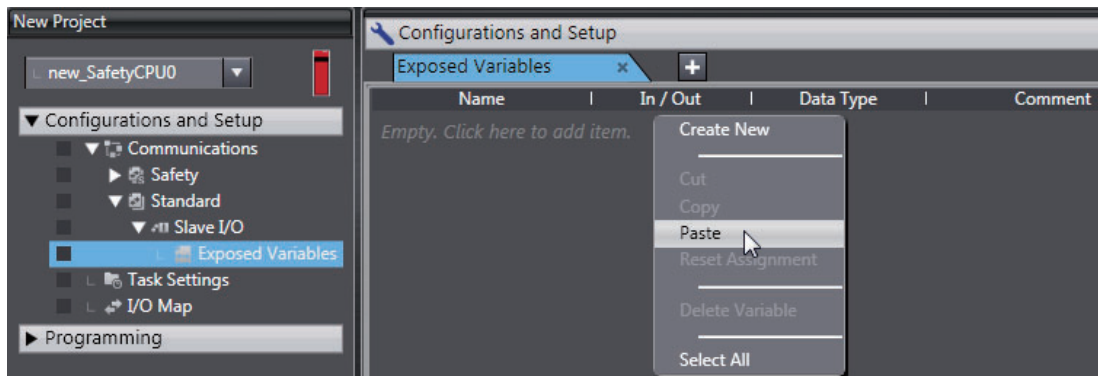 New Project
new_SafetyCPU0
Configurations and Setup
Communications
Safety
Standard
Slave I/O
Exposed Variables
Task Settings
I/O Map
Programming
Configurations and Setup
Exposed Variables
Name In / Out Data Type Comment
Empty. Click here to add item.
Create New
Cut
Copy
Paste
Reset Assignment
Delete Variable
Select All